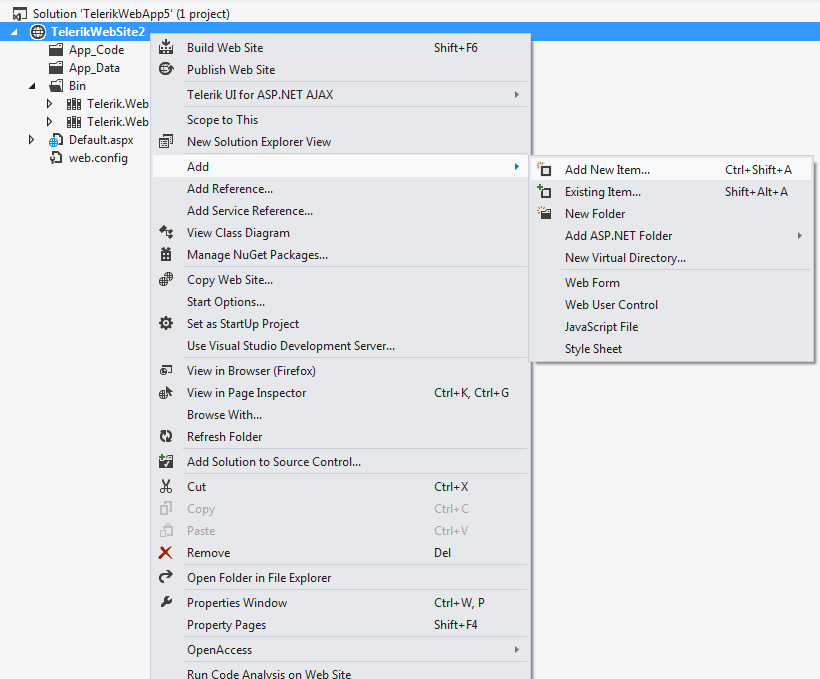 Solution 'TelerikWebApp5' (1 project)
TelerikWebSite2
App_Code
App_Data
Bin
Telerik.Web
Telerik.Web
Default.aspx
web.config
Build Web Site Shift+F6
Publish Web Site
Telerik UI for ASP.NET AJAX
Scope to This
New Solution Explorer View
Add
Add Reference...
Add Service Reference...
View Class Diagram
Manage NuGet Packages...
Copy Web Site...
Start Options...
Set as StartUp Project
Use Visual Studio Development Server...
View in Browser (Firefox)
View in Page Inspector Ctrl+K, Ctrl+G
Browse With...
Refresh Folder
Add Solution to Source Control...
Cut Ctrl+X
Copy Ctrl+C
Paste Ctrl+V
Remove Del
Open Folder in File Explorer
Properties Window Ctrl+W, P
Property Pages Shift+F4
OpenAccess
Run Code Analysis on Web Site
Add New Item... Ctrl+Shift+A
Existing Item... Shift+Alt+A
New Folder
Add ASP.NET Folder
New Virtual Directory...
Web Form
Web User Control
JavaScript File
Style Sheet